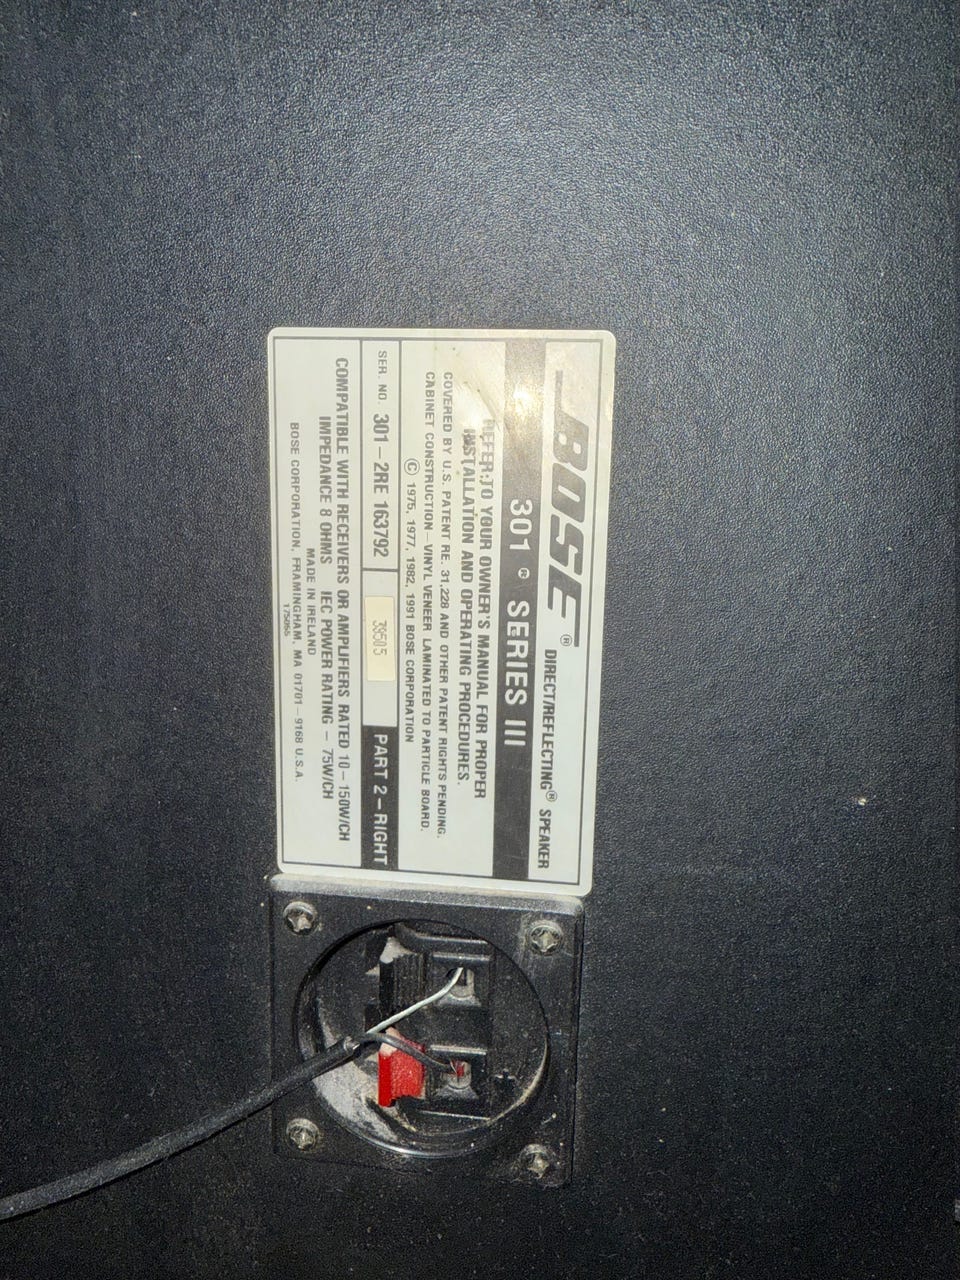 BOSE® DIRECT/REFLECTING® SPEAKER
301® SERIES III
REFER TO YOUR OWNER'S MANUAL FOR PROPER
INSTALLATION AND OPERATING PROCEDURES.
COVERED BY U.S. PATENT RE. 31,228 AND OTHER PATENT RIGHTS PENDING.
CABINET CONSTRUCTION – VINYL VENEER LAMINATED TO PARTICLE BOARD.
© 1975, 1977, 1982, 1991 BOSE CORPORATION
SER. NO. 301 – 2RE 163792 39505 PART 2 – RIGHT
COMPATIBLE WITH RECEIVERS OR AMPLIFIERS RATED 10 – 150W/CH
IMPEDANCE 8 OHMS IEC POWER RATING – 75W/CH
MADE IN IRELAND
BOSE CORPORATION, FRAMINGHAM, MA 01701 – 9168 U.S.A.
175055